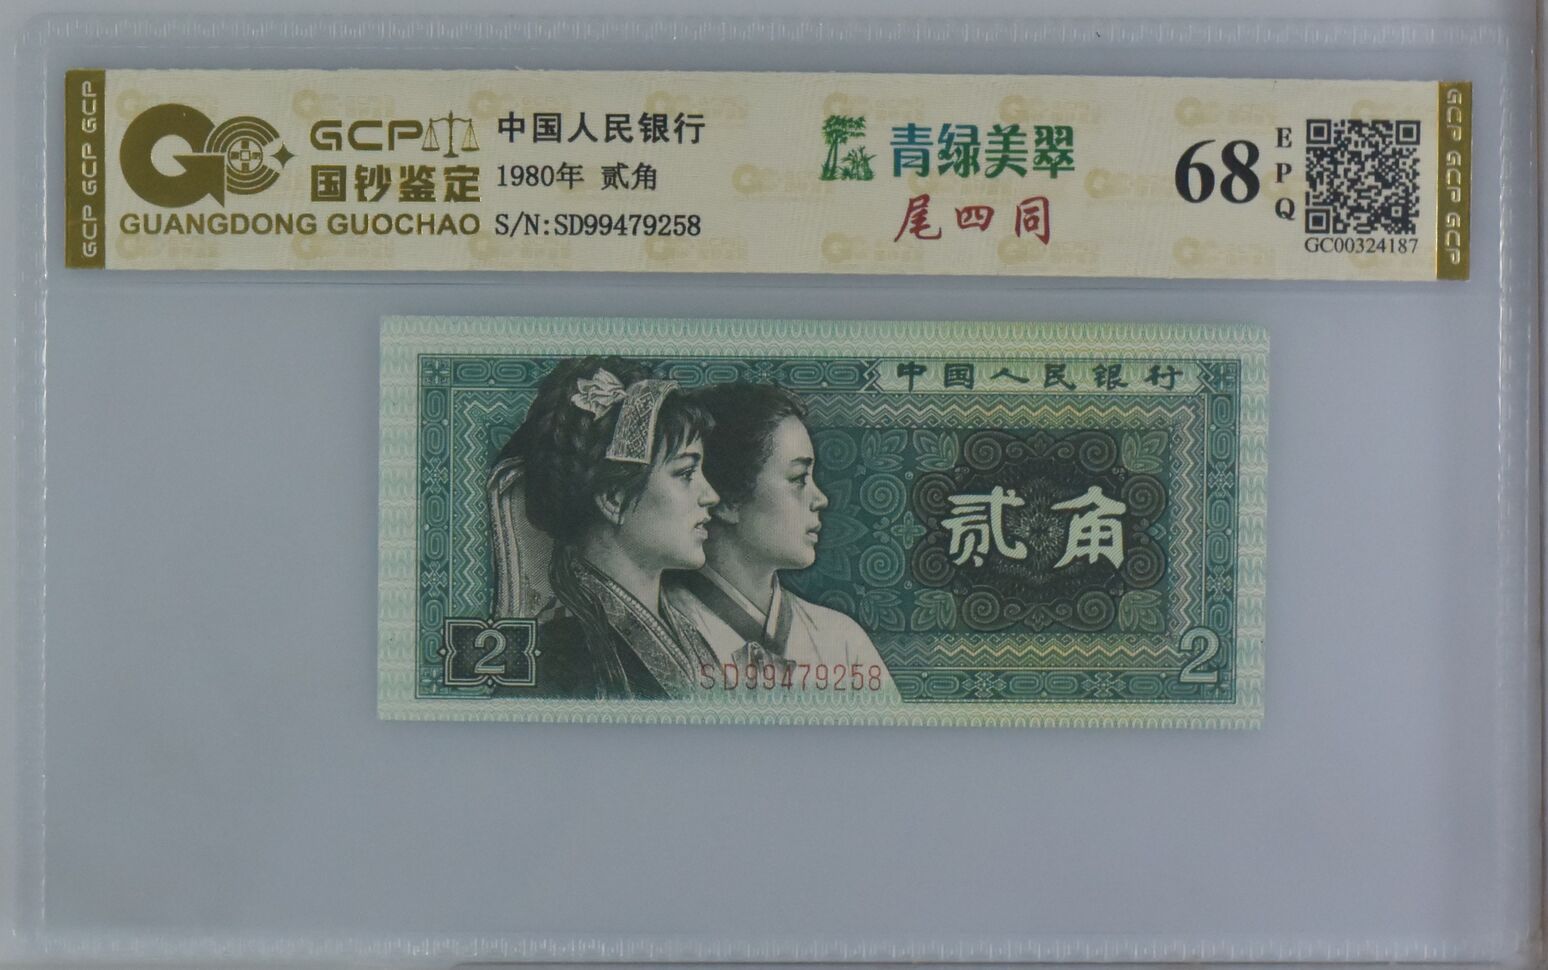 GCP GCP GCP
GCP
国钞鉴定
GUANGDONG GUOCHAO
中国人民银行
1980年 贰角
S/N:SD99479258
青绿美翠
尾四同
68
EPQ
GC00324187
GCP GCP GCP GCP
中国人民银行
贰角
2
SD99479258
2